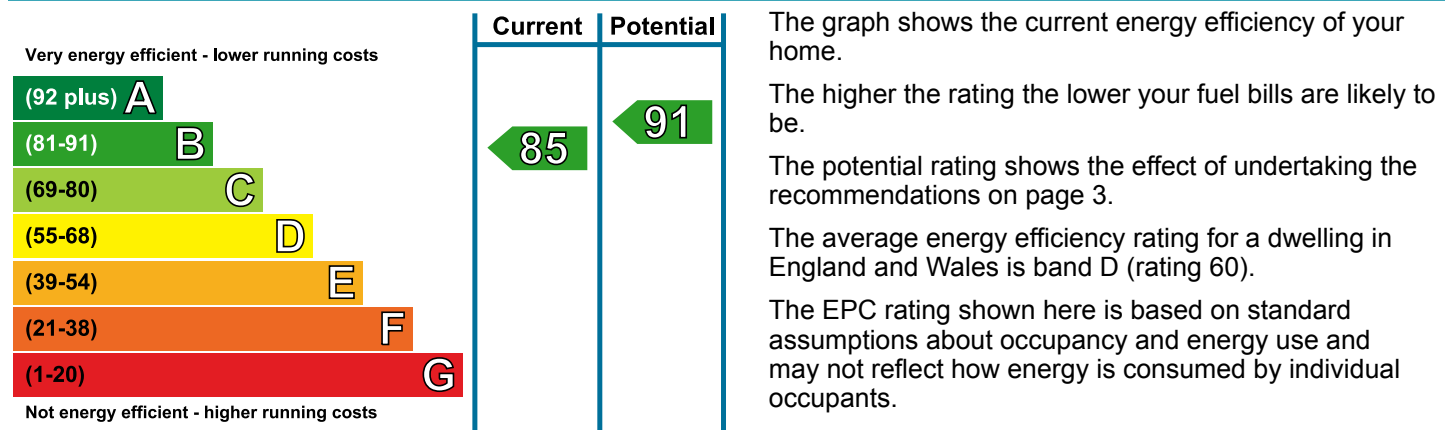 Current Potential
Very energy efficient - lower running costs
(92 plus) A
(81-91) B
(69-80) C
(55-68) D
(39-54) E
(21-38) F
(1-20) G
Not energy efficient - higher running costs
85
91
The graph shows the current energy efficiency of your
home.
The higher the rating the lower your fuel bills are likely to
be.
The potential rating shows the effect of undertaking the
recommendations on page 3.
The average energy efficiency rating for a dwelling in
England and Wales is band D (rating 60).
The EPC rating shown here is based on standard
assumptions about occupancy and energy use and
may not reflect how energy is consumed by individual
occupants.